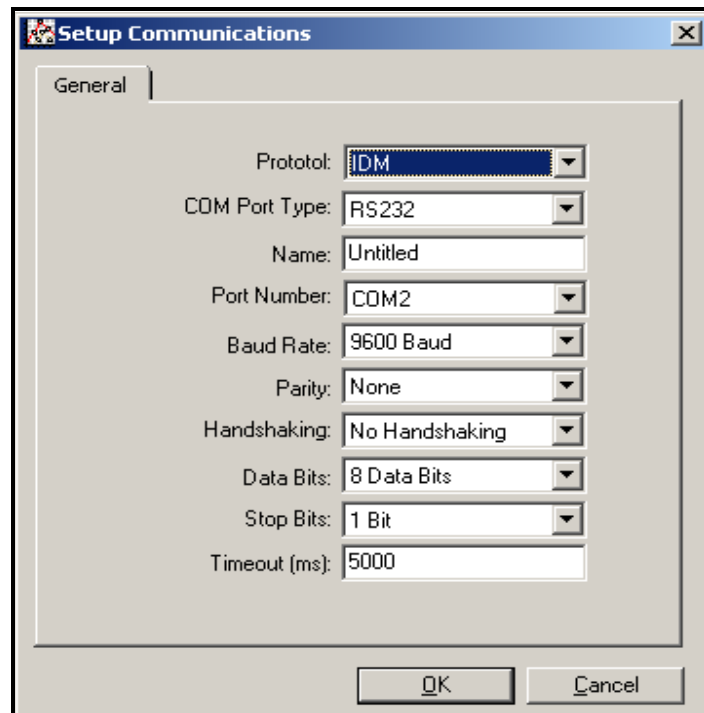 Setup Communications
General
Prototol: IDM
COM Port Type: RS232
Name: Untitled
Port Number: COM2
Baud Rate: 9600 Baud
Parity: None
Handshaking: No Handshaking
Data Bits: 8 Data Bits
Stop Bits: 1 Bit
Timeout (ms): 5000
OK Cancel